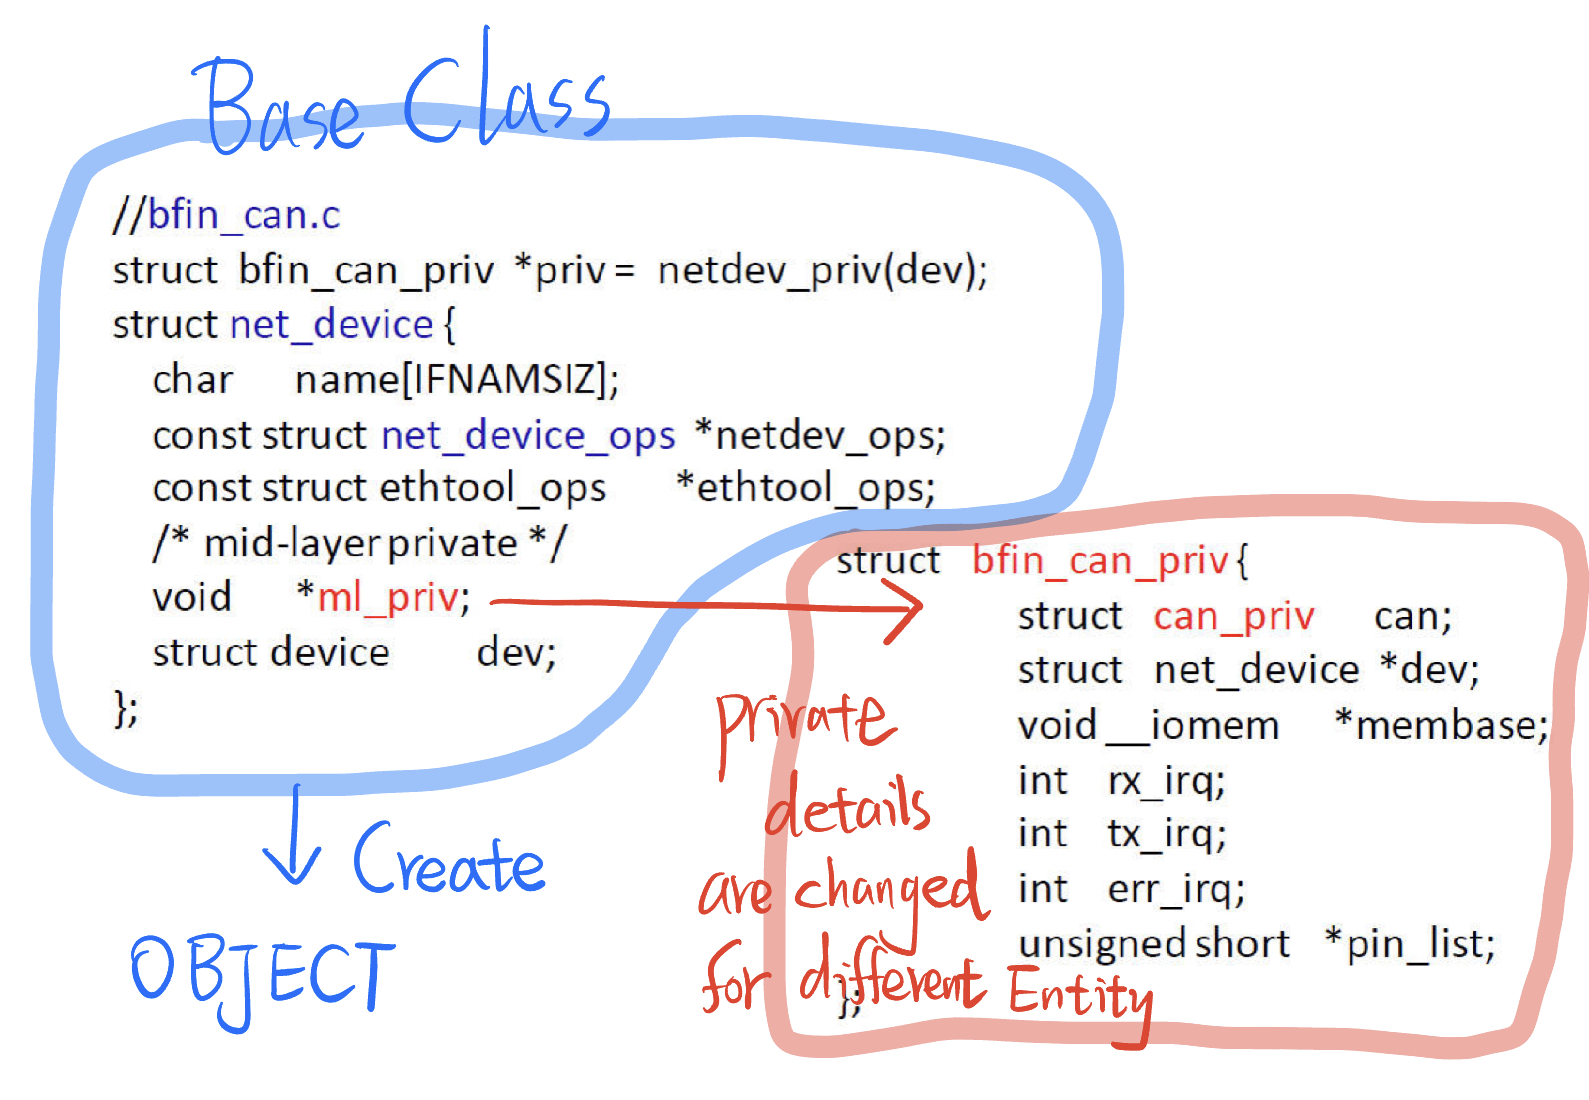 Base Class
//bfin_can.c
struct bfin_can_priv *priv = netdev_priv(dev);
struct net_device {
char name[IFNAMSIZ];
const struct net_device_ops *netdev_ops;
const struct ethtool_ops *ethtool_ops;
/* mid-layer private */
void *ml_priv;
struct device dev;
};
Create
OBJECT
struct bfin_can_priv {
struct can_priv can;
struct net_device *dev;
void __iomem *membase;
int rx_irq;
int tx_irq;
int err_irq;
unsigned short *pin_list;
};
private
details
are changed
for different Entity